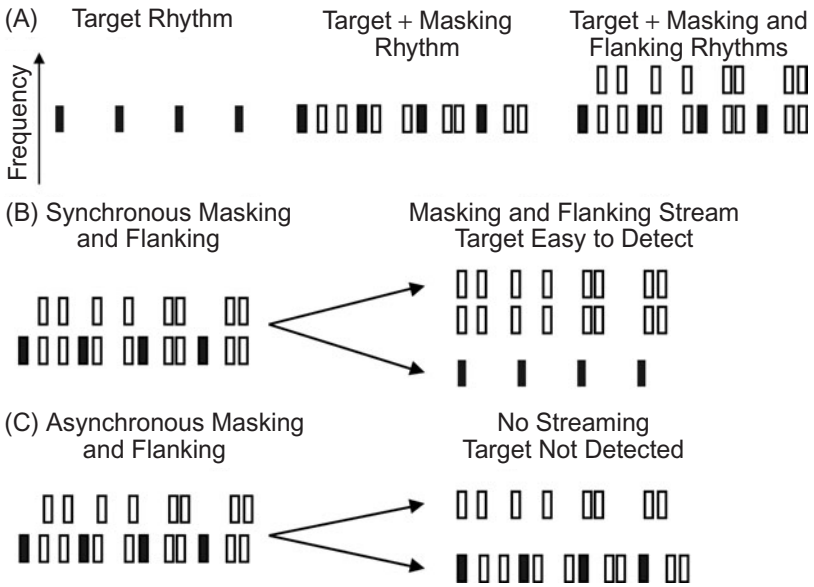 (A) Target Rhythm
Target + Masking
Rhythm
Target + Masking and
Flanking Rhythms
Frequency
(B) Synchronous Masking
and Flanking
Masking and Flanking Stream
Target Easy to Detect
(C) Asynchronous Masking
and Flanking
No Streaming
Target Not Detected